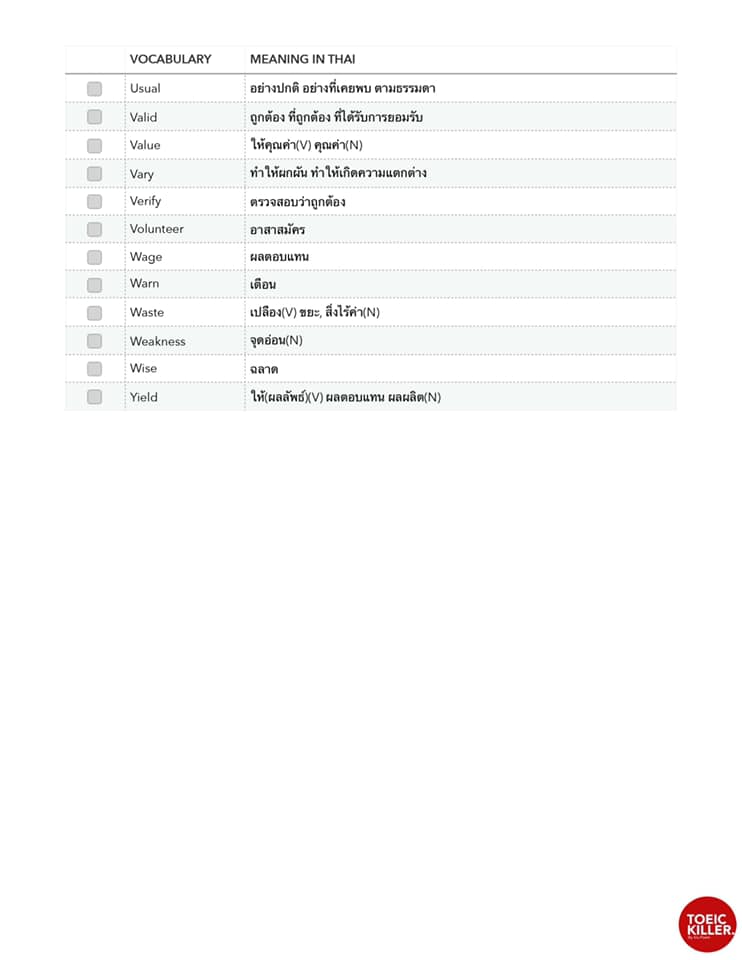 VOCABULARY MEANING IN THAI
Usual อย่างปกติ อย่างที่เคยพบ ตามธรรมดา
Valid ถูกต้อง ที่ถูกต้อง ที่ได้รับการยอมรับ
Value ให้คุณค่า(V) คุณค่า(N)
Vary ทำให้ผกผัน ทำให้เกิดความแตกต่าง
Verify ตรวจสอบว่าถูกต้อง
Volunteer อาสาสมัคร
Wage ผลตอบแทน
Warn เตือน
Waste เปลือง(V) ขยะ, สิ่งไร้ค่า(N)
Weakness จุดอ่อน(N)
Wise ฉลาด
Yield ให้(ผลลัพธ์)(V) ผลตอบแทน ผลผลิต(N)
TOEIC
KILLER.